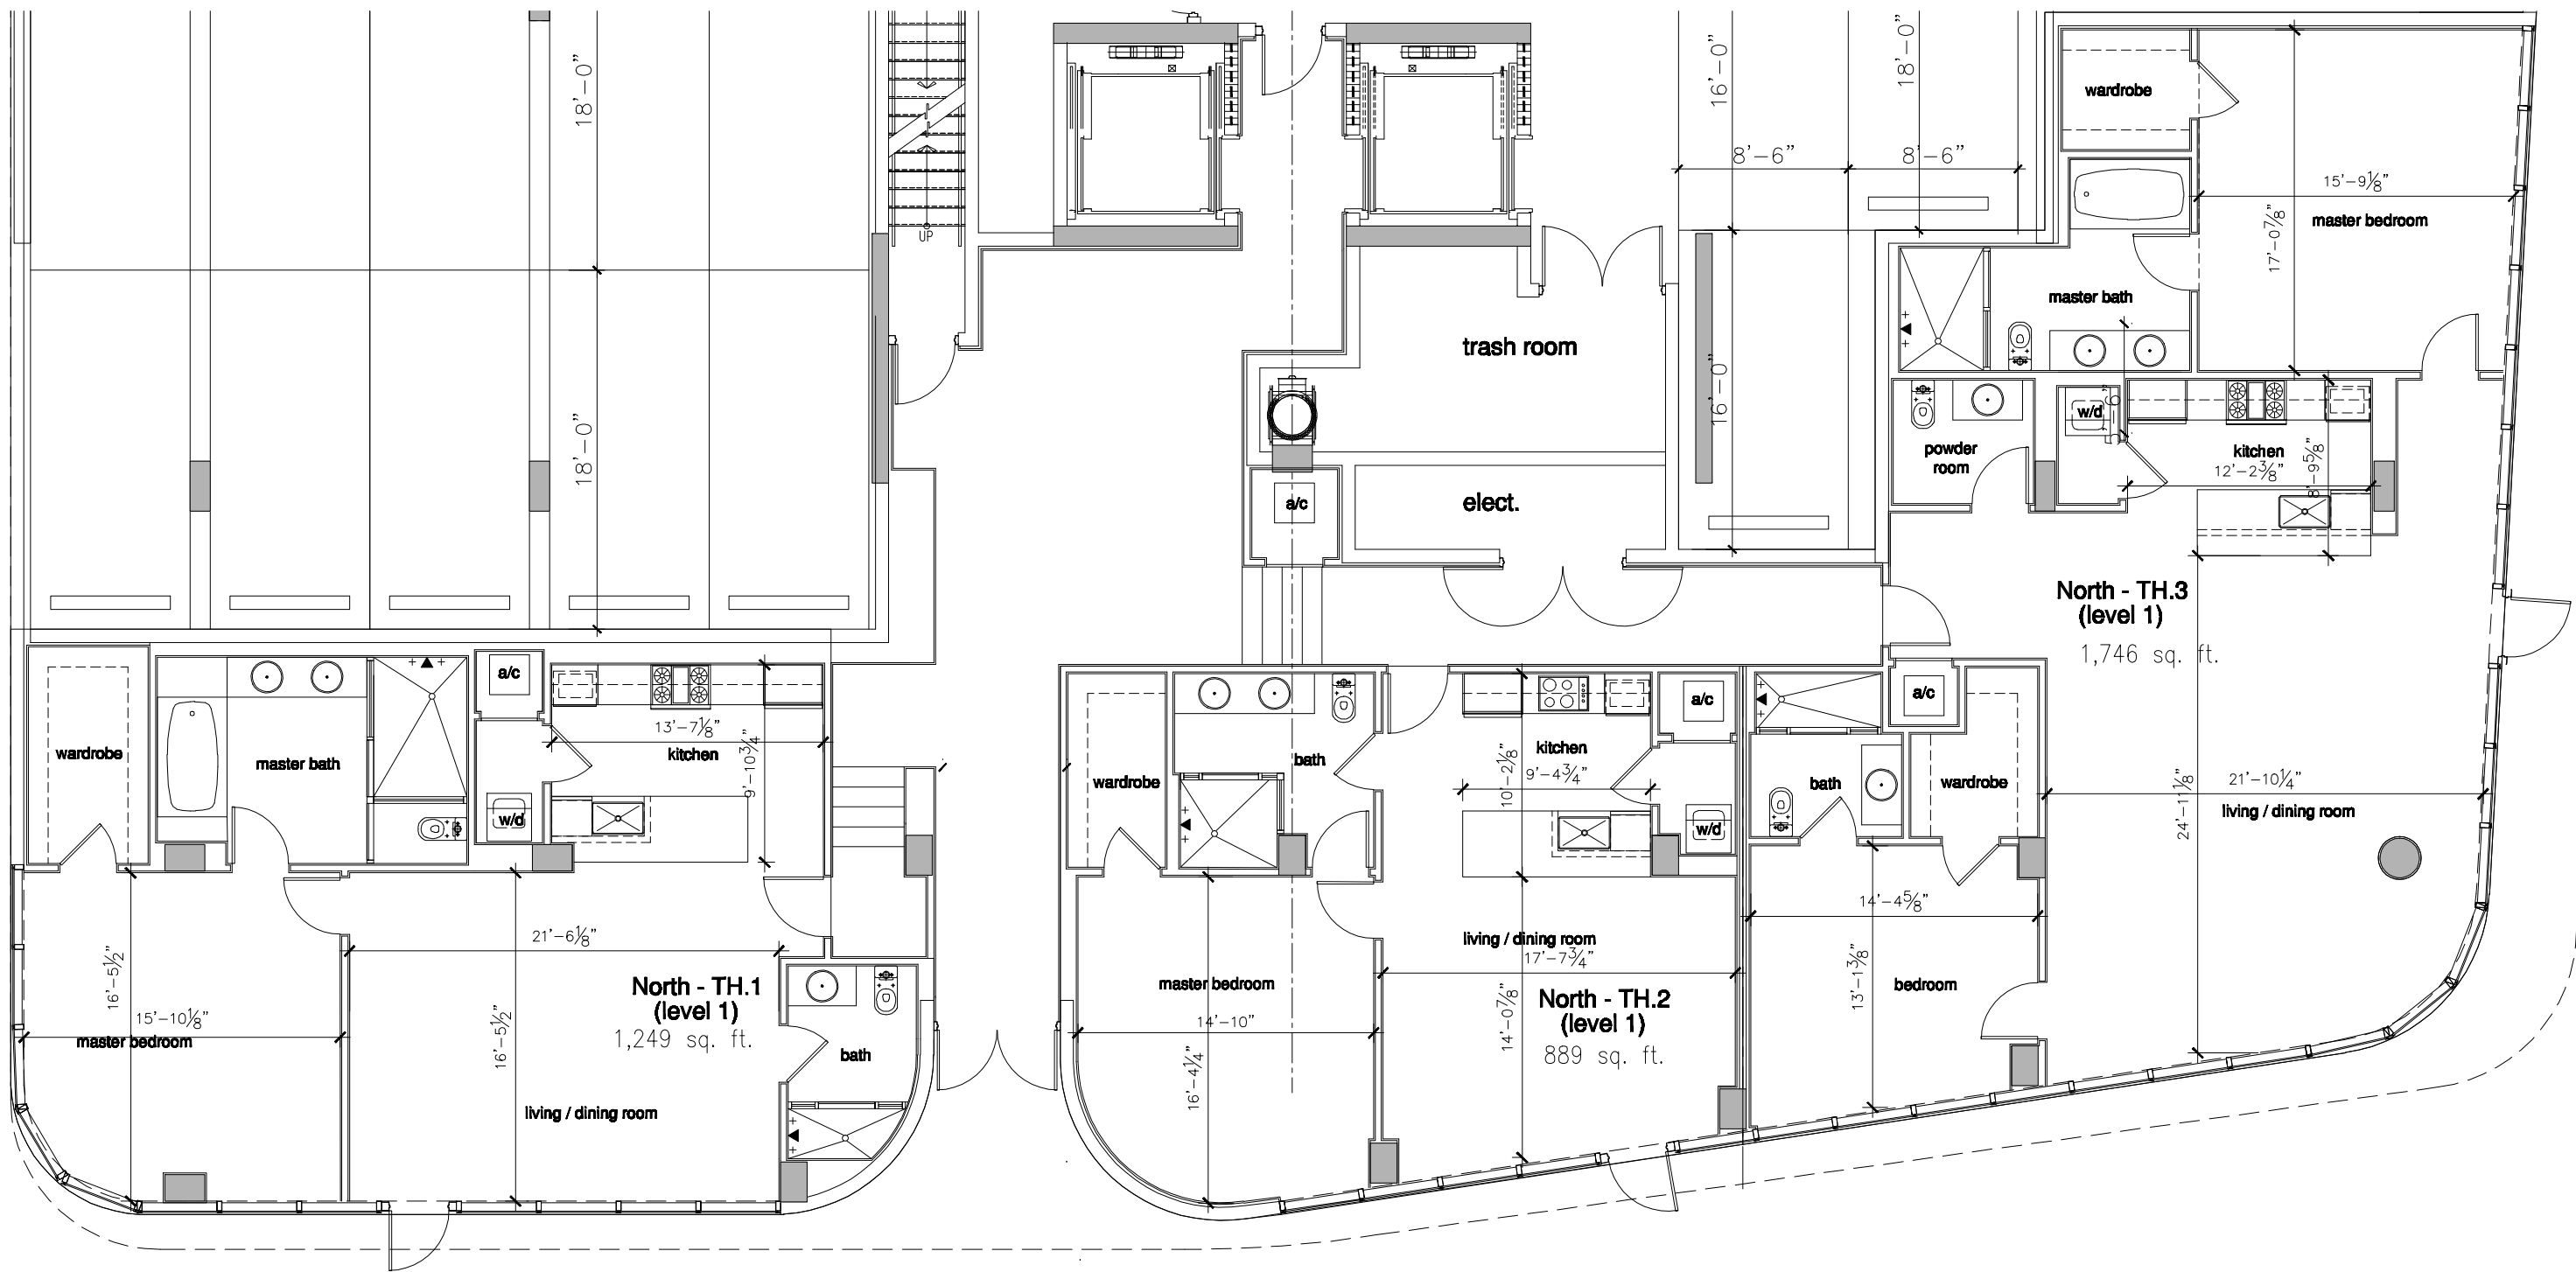 18'-0"
18'-0"
UP
16'-0"
18'-0"
8'-6"
8'-6"
16'-0"
trash room
elect.
a/c
wardrobe
15'-9⅛"
master bedroom
17'-0⅞"
master bath
w/d
powder
room
kitchen
12'-2⅜"
8'-9⅝"
North - TH.3
(level 1)
1,746 sq. ft.
a/c
bath
wardrobe
21'-10¼"
living / dining room
24'-11⅛"
14'-4⅝"
13'-1⅜"
bedroom
wardrobe
master bath
a/c
w/d
13'-7⅛"
kitchen
9'-10¾"
16'-5½"
15'-10⅛"
master bedroom
21'-6⅛"
16'-5½"
North - TH.1
(level 1)
1,249 sq. ft.
living / dining room
bath
wardrobe
bath
kitchen
9'-4¾"
10'-2⅛"
a/c
w/d
living / dining room
17'-7¾"
master bedroom
14'-10"
16'-4¼"
14'-0⅞"
North - TH.2
(level 1)
889 sq. ft.